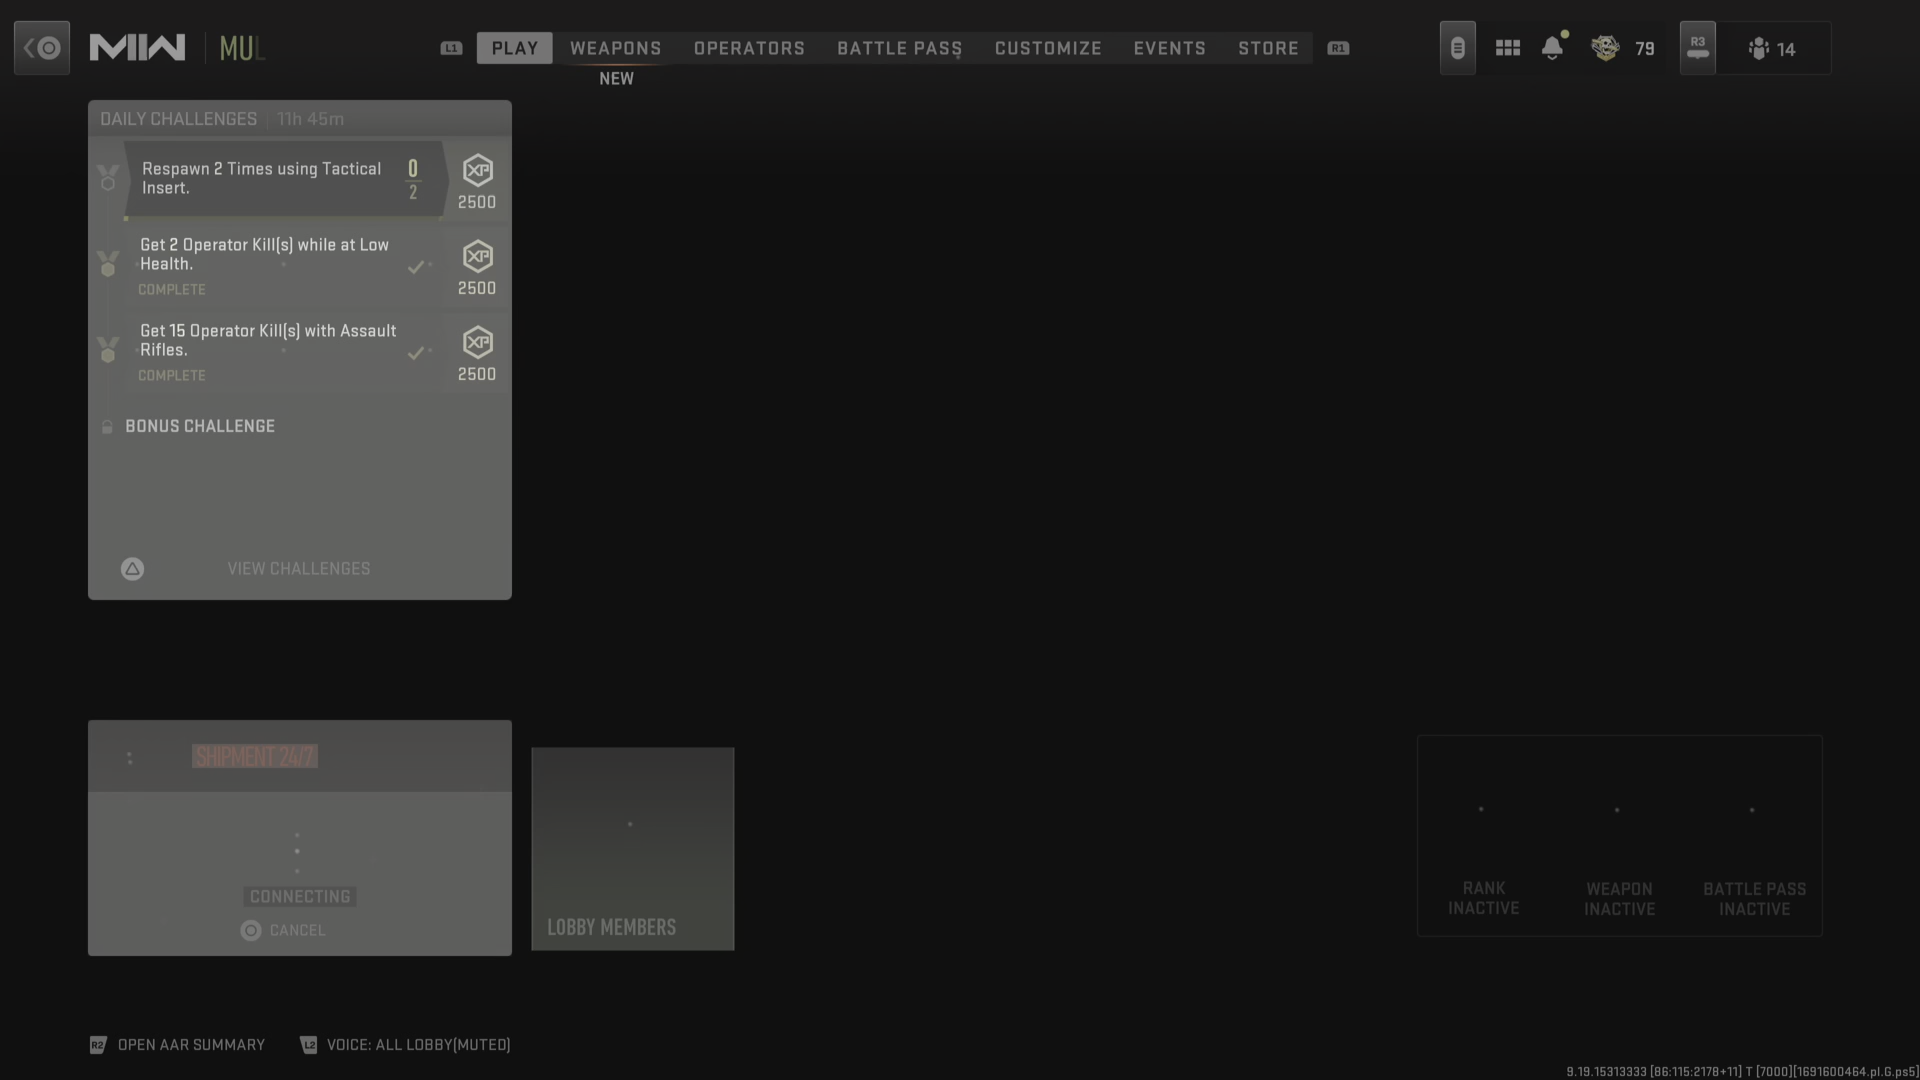 MW MUL
L1 PLAY WEAPONS OPERATORS BATTLE PASS CUSTOMIZE EVENTS STORE R1
NEW
79
R3
14
DAILY CHALLENGES 11h 45m
Respawn 2 Times using Tactical
Insert.
0
2
XP
2500
Get 2 Operator Kill(s) while at Low
Health.
COMPLETE
XP
2500
Get 15 Operator Kill(s) with Assault
Rifles.
COMPLETE
XP
2500
BONUS CHALLENGE
VIEW CHALLENGES
SHIPMENT 24/7
CONNECTING
CANCEL
LOBBY MEMBERS
RANK
INACTIVE
WEAPON
INACTIVE
BATTLE PASS
INACTIVE
R2 OPEN AAR SUMMARY
L2 VOICE: ALL LOBBY(MUTED)
9.19.15313333 [86:115:2178+11] T [7000][1691600464.pl.G.ps5]